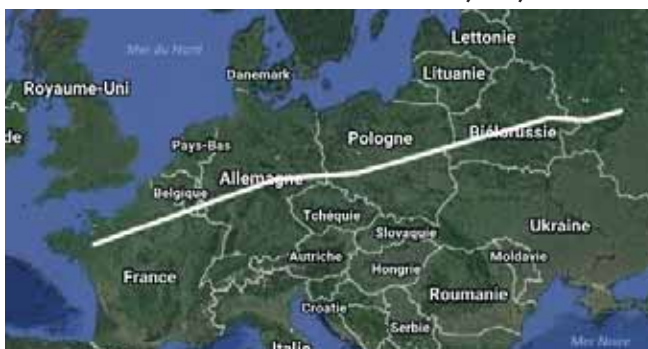 Mer du Nord
Lettonie
Danemark
Lituanie
Royaume-Uni
de
Pays-Bas
Pologne
Biélorussie
Allemagne
Belgique
Tchéquie
Slovaquie
Ukraine
Autriche
Moldavie
France
Hongrie
Roumanie
Croatie
Serbie
Italie
Mer Noire